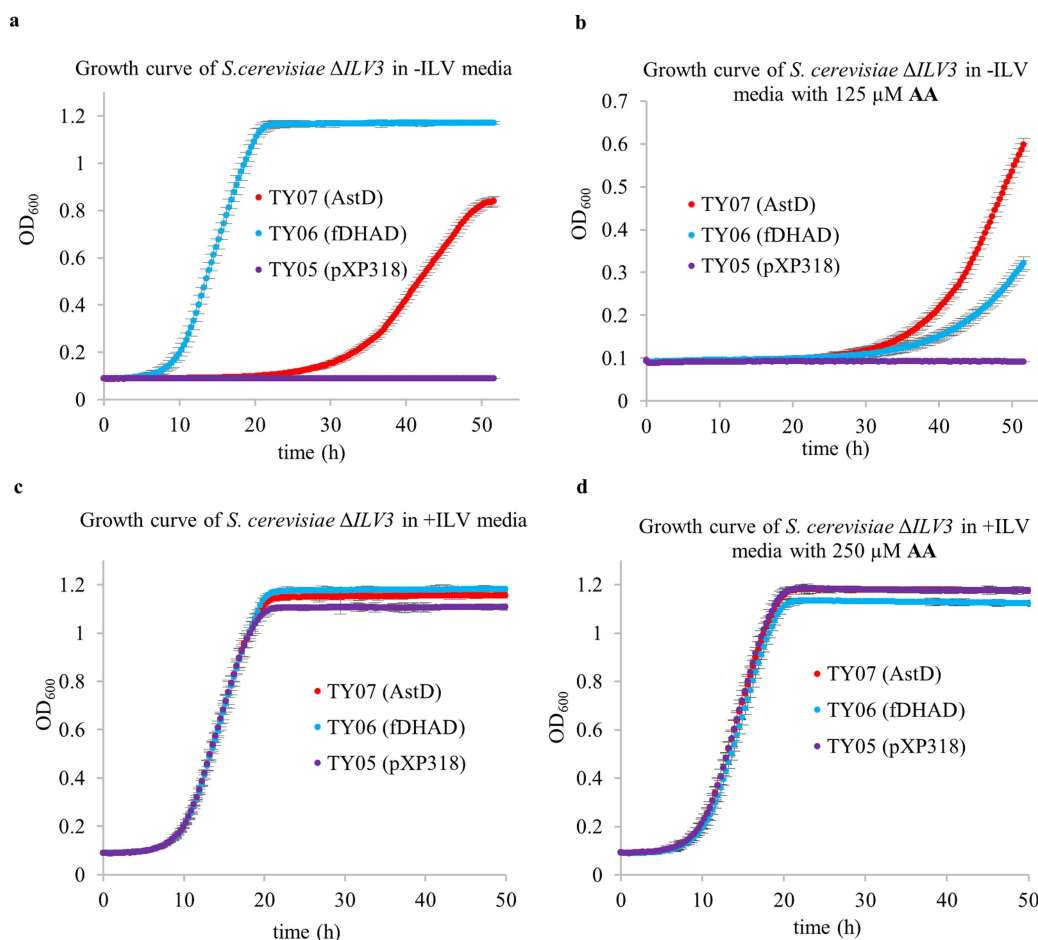 a
Growth curve of S.cerevisiae ΔILV3 in -ILV media
1.2
1
0.8
0.6
0.4
0.2
0
OD600
TY07 (AstD)
TY06 (fDHAD)
TY05 (pXP318)
0 10 20 30 40 50
time (h)
b
Growth curve of S. cerevisiae ΔILV3 in -ILV
media with 125 µM AA
0.7
0.6
0.5
0.4
0.3
0.2
0.1
0
OD600
TY07 (AstD)
TY06 (fDHAD)
TY05 (pXP318)
0 10 20 30 40 50
time (h)
c
Growth curve of S. cerevisiae ΔILV3 in +ILV media
1.2
1
0.8
0.6
0.4
0.2
0
OD600
TY07 (AstD)
TY06 (fDHAD)
TY05 (pXP318)
0 10 20 30 40 50
time (h)
d
Growth curve of S. cerevisiae ΔILV3 in +ILV
media with 250 µM AA
1.2
1
0.8
0.6
0.4
0.2
0
OD600
TY07 (AstD)
TY06 (fDHAD)
TY05 (pXP318)
0 10 20 30 40 50
time (h)